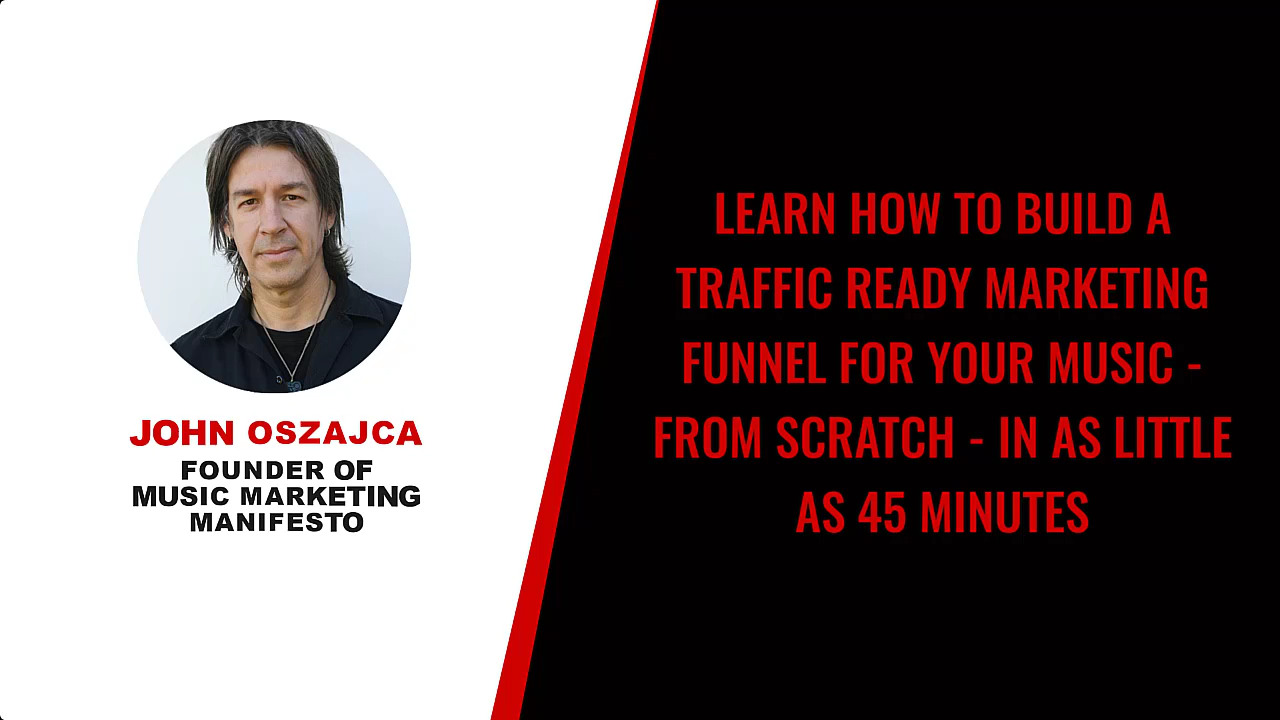 JOHN OSZAJCA
FOUNDER OF
MUSIC MARKETING
MANIFESTO
LEARN HOW TO BUILD A
TRAFFIC READY MARKETING
FUNNEL FOR YOUR MUSIC -
FROM SCRATCH - IN AS LITTLE
AS 45 MINUTES